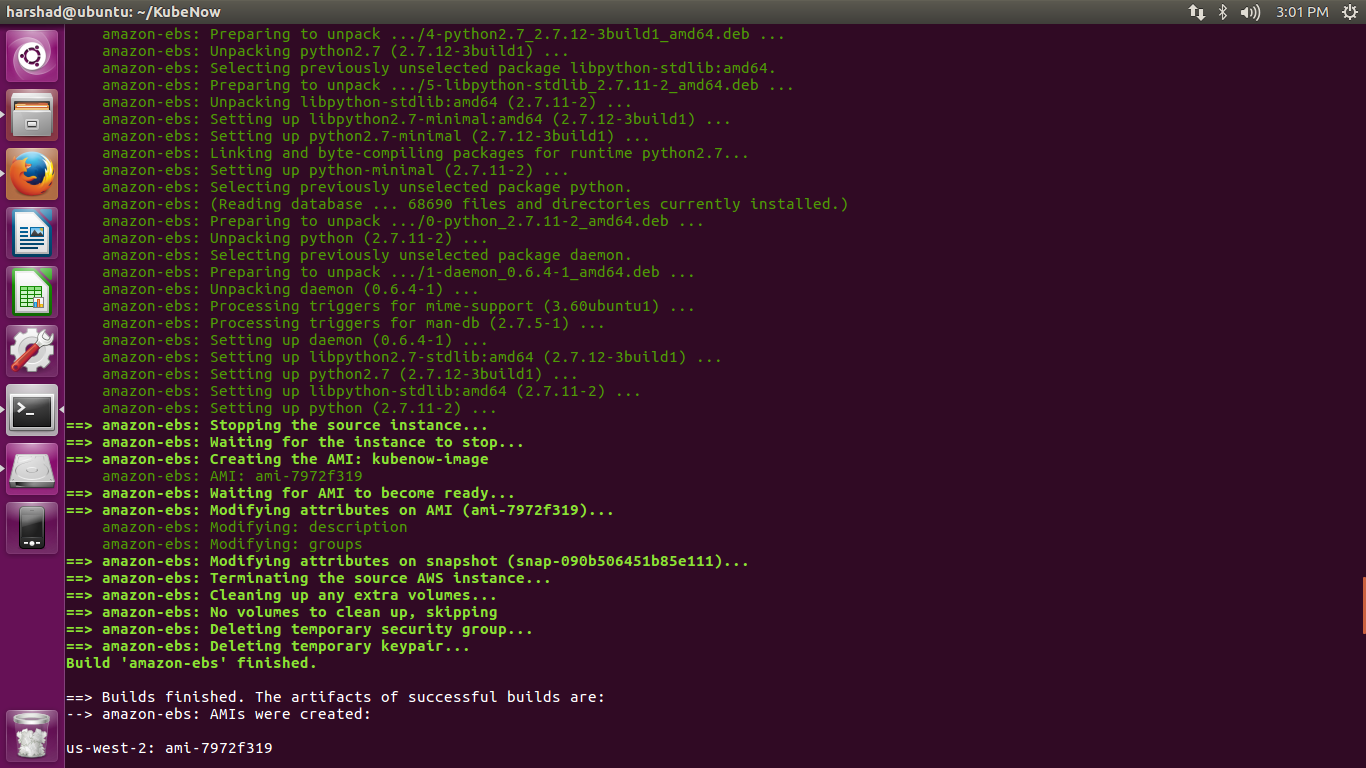 harshad@ubuntu: ~/KubeNow
3:01 PM
amazon-ebs: Preparing to unpack .../4-python2.7_2.7.12-3build1_amd64.deb ...
amazon-ebs: Unpacking python2.7 (2.7.12-3build1) ...
amazon-ebs: Selecting previously unselected package libpython-stdlib:amd64.
amazon-ebs: Preparing to unpack .../5-libpython-stdlib_2.7.11-2_amd64.deb ...
amazon-ebs: Unpacking libpython-stdlib:amd64 (2.7.11-2) ...
amazon-ebs: Setting up libpython2.7-minimal:amd64 (2.7.12-3build1) ...
amazon-ebs: Setting up python2.7-minimal (2.7.12-3build1) ...
amazon-ebs: Linking and byte-compiling packages for runtime python2.7...
amazon-ebs: Setting up python-minimal (2.7.11-2) ...
amazon-ebs: Selecting previously unselected package python.
amazon-ebs: (Reading database ... 68690 files and directories currently installed.)
amazon-ebs: Preparing to unpack .../0-python_2.7.11-2_amd64.deb ...
amazon-ebs: Unpacking python (2.7.11-2) ...
amazon-ebs: Selecting previously unselected package daemon.
amazon-ebs: Preparing to unpack .../1-daemon_0.6.4-1_amd64.deb ...
amazon-ebs: Unpacking daemon (0.6.4-1) ...
amazon-ebs: Processing triggers for mime-support (3.60ubuntu1) ...
amazon-ebs: Processing triggers for man-db (2.7.5-1) ...
amazon-ebs: Setting up daemon (0.6.4-1) ...
amazon-ebs: Setting up libpython2.7-stdlib:amd64 (2.7.12-3build1) ...
amazon-ebs: Setting up python2.7 (2.7.12-3build1) ...
amazon-ebs: Setting up libpython-stdlib:amd64 (2.7.11-2) ...
amazon-ebs: Setting up python (2.7.11-2) ...
==> amazon-ebs: Stopping the source instance...
==> amazon-ebs: Waiting for the instance to stop...
==> amazon-ebs: Creating the AMI: kubenow-image
amazon-ebs: AMI: ami-7972f319
==> amazon-ebs: Waiting for AMI to become ready...
==> amazon-ebs: Modifying attributes on AMI (ami-7972f319)...
amazon-ebs: Modifying: description
amazon-ebs: Modifying: groups
==> amazon-ebs: Modifying attributes on snapshot (snap-090b506451b85e111)...
==> amazon-ebs: Terminating the source AWS instance...
==> amazon-ebs: Cleaning up any extra volumes...
==> amazon-ebs: No volumes to clean up, skipping
==> amazon-ebs: Deleting temporary security group...
==> amazon-ebs: Deleting temporary keypair...
Build 'amazon-ebs' finished.
==> Builds finished. The artifacts of successful builds are:
--> amazon-ebs: AMIs were created:
us-west-2: ami-7972f319